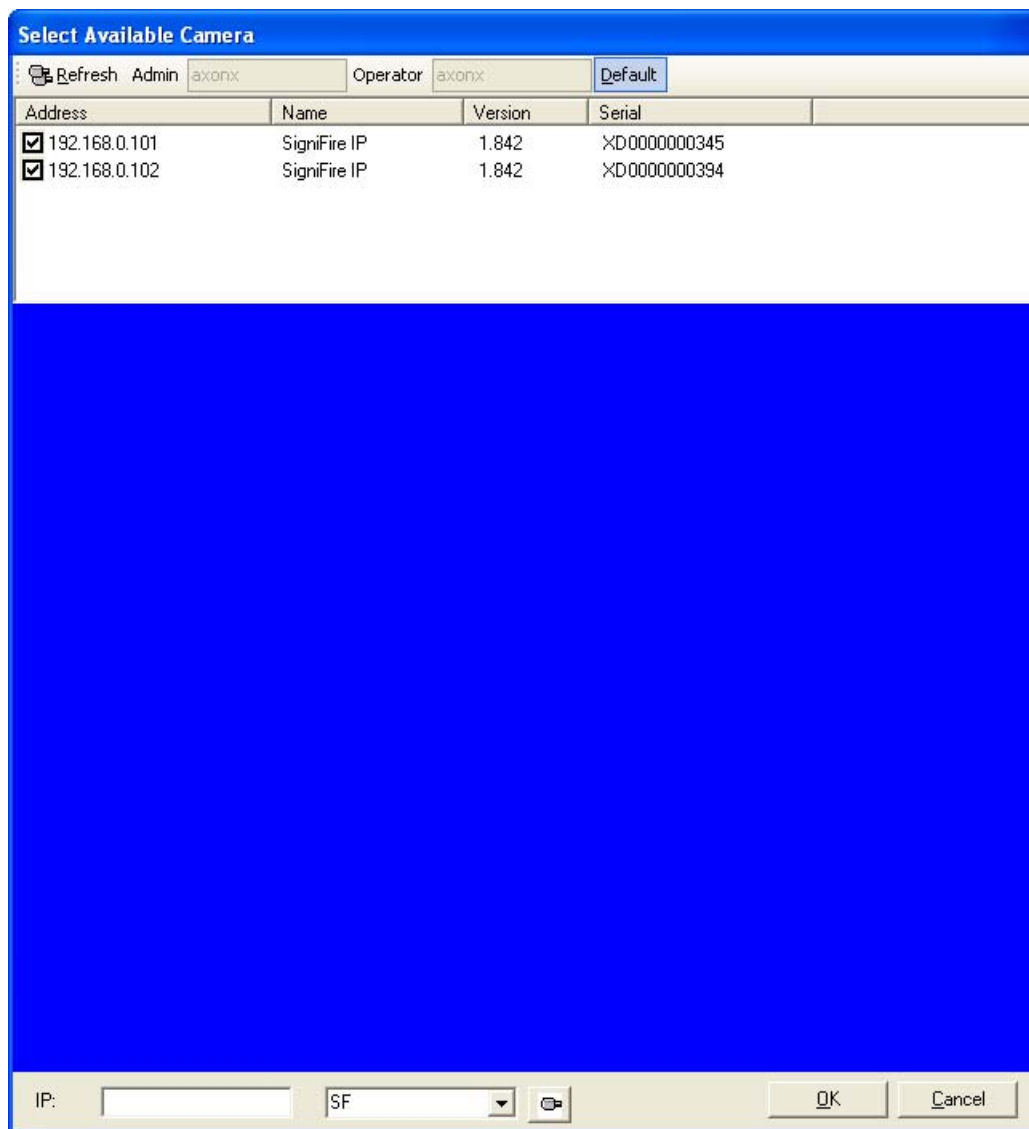 Select Available Camera
Refresh Admin axonx Operator axonx Default
Address Name Version Serial
192.168.0.101 SigniFire IP 1.842 XD0000000345
192.168.0.102 SigniFire IP 1.842 XD0000000394
IP: SF OK Cancel